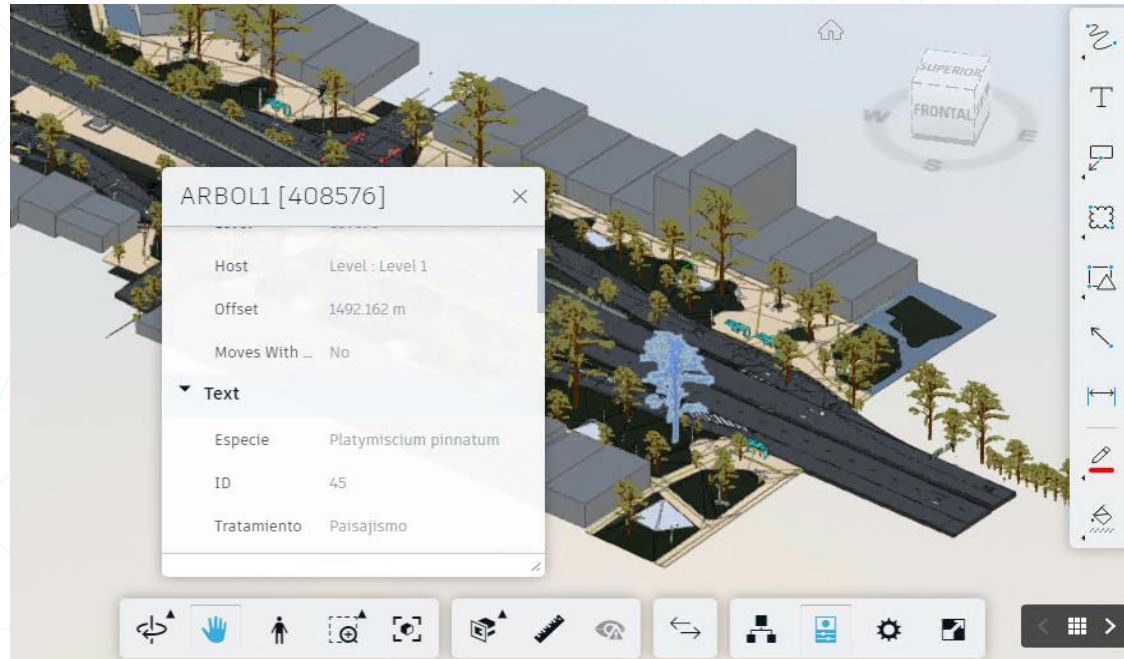 SUPERIOR
FRONTAL
W
E
S
T
ARBOL1 [408576]
Host Level : Level 1
Offset 1492.162 m
Moves With ... No
Text
Especie Platymiscium pinnatum
ID 45
Tratamiento Paisajismo